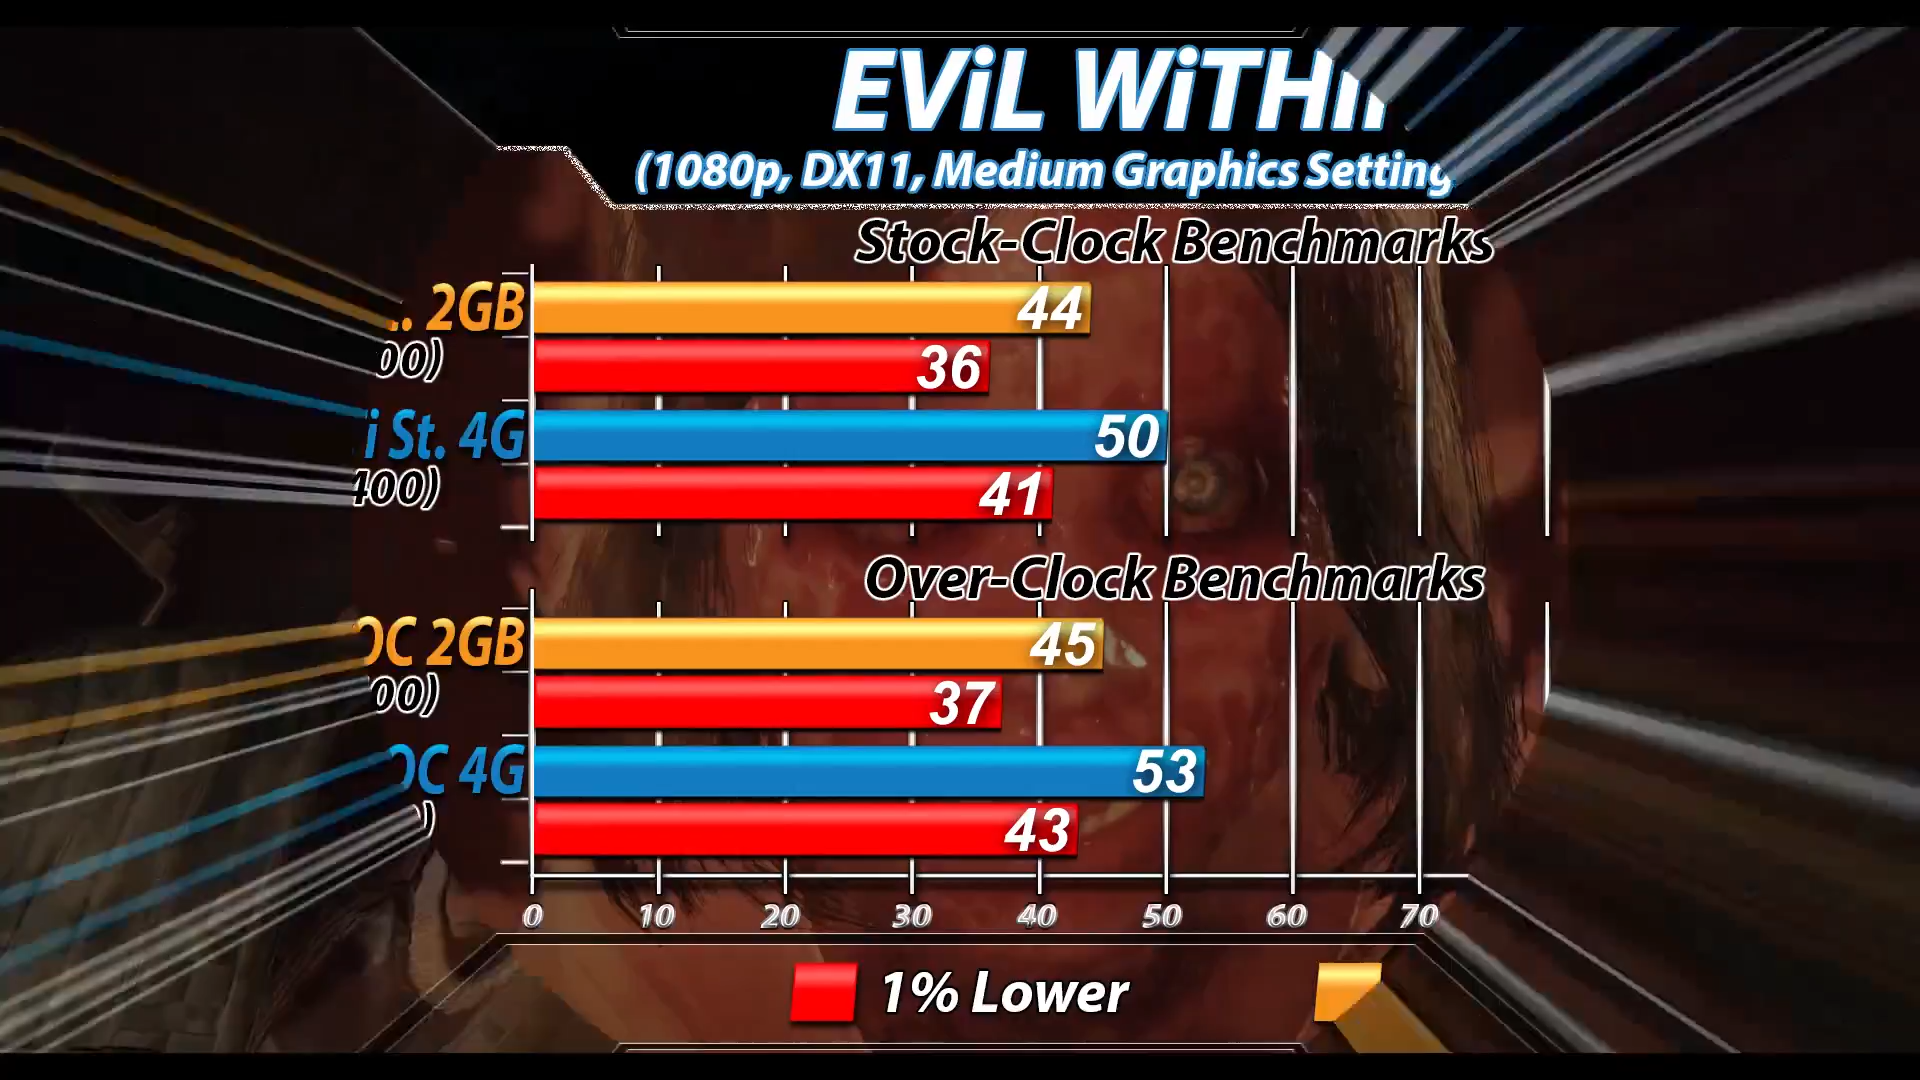 EViL WiTHiN
(1080p, DX11, Medium Graphics Setting
Stock-Clock Benchmarks
. 2GB
44
00)
36
i St. 4G
50
400)
41
Over-Clock Benchmarks
OC 2GB
45
00)
37
OC 4G
53
)
43
0 10 20 30 40 50 60 70
1% Lower